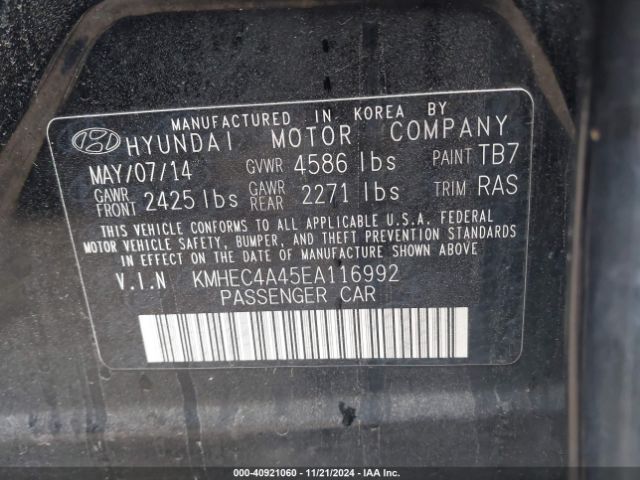 MANUFACTURED IN KOREA BY
HYUNDAI MOTOR COMPANY
MAY/07/14 GVWR 4586 lbs PAINT TB7
GAWR FRONT 2425 lbs GAWR REAR 2271 lbs TRIM RAS
THIS VEHICLE CONFORMS TO ALL APPLICABLE U.S.A. FEDERAL
MOTOR VEHICLE SAFETY, BUMPER, AND THEFT PREVENTION STANDARDS
IN EFFECT ON THE DATE OF MANUFACTURE SHOWN ABOVE
V.I.N KMHEC4A45EA116992
PASSENGER CAR
000-40921060 - 11/21/2024 - IAA Inc.